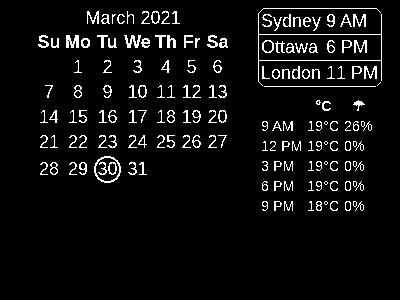 March 2021
Su Mo Tu We Th Fr Sa
1 2 3 4 5 6
7 8 9 10 11 12 13
14 15 16 17 18 19 20
21 22 23 24 25 26 27
28 29 30 31
Sydney 9 AM
Ottawa 6 PM
London 11 PM
°C ☂
9 AM 19°C 26%
12 PM 19°C 0%
3 PM 19°C 0%
6 PM 19°C 0%
9 PM 18°C 0%